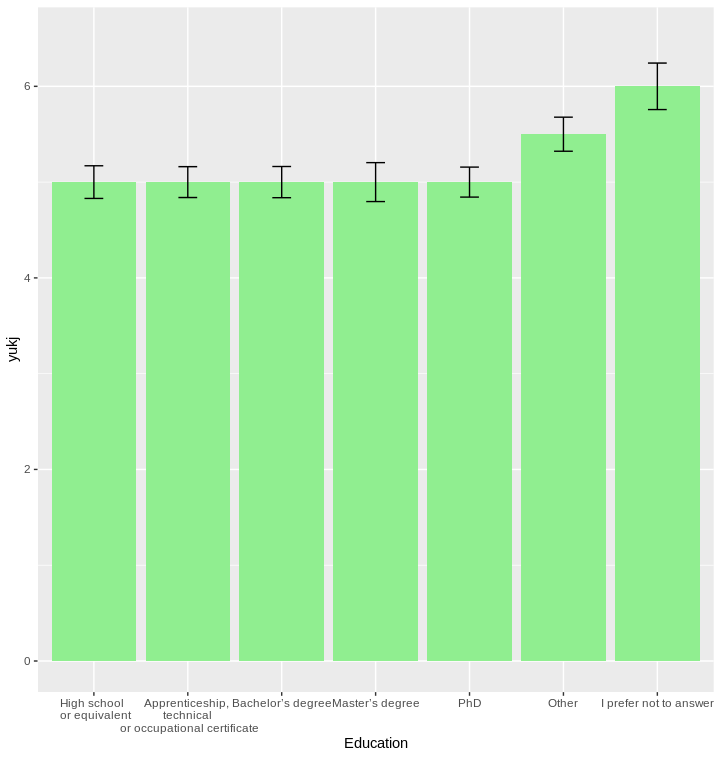 6
4
2
0
yukj
High school
or equivalent
Apprenticeship,
technical
or occupational certificate
Bachelor's degree
Master's degree
PhD
Other
I prefer not to answer
Education